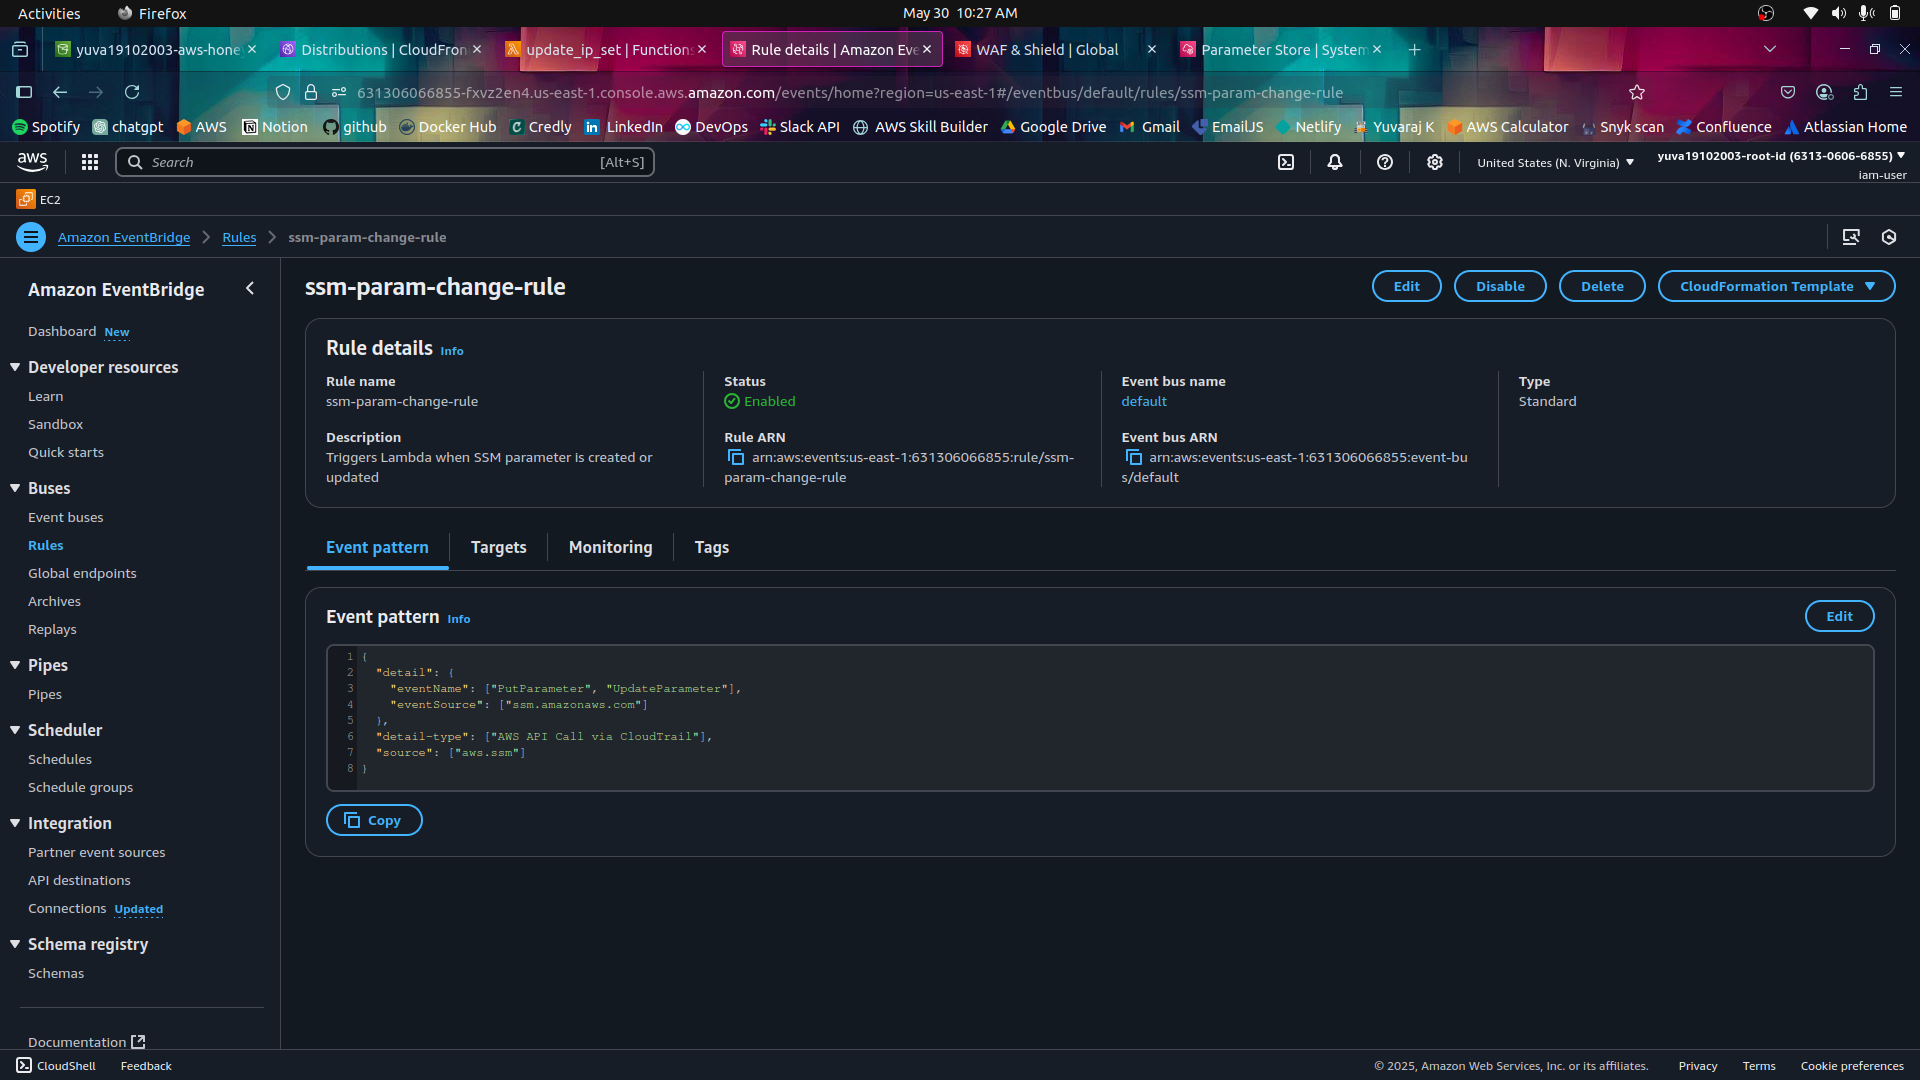 Activities
Firefox
May 30 10:27 AM
yuva19102003-aws-hone
Distributions | CloudFron
update_ip_set | Functions
Rule details | Amazon Eve
WAF & Shield | Global
Parameter Store | System
631306066855-fxvz2en4.us-east-1.console.aws.amazon.com/events/home?region=us-east-1#/eventbus/default/rules/ssm-param-change-rule
Spotify
chatgpt
AWS
Notion
github
Docker Hub
Credly
LinkedIn
DevOps
Slack API
AWS Skill Builder
Google Drive
Gmail
EmailJS
Netlify
Yuvaraj K
AWS Calculator
Snyk scan
Confluence
Atlassian Home
aws
Search
[Alt+S]
United States (N. Virginia)
yuva19102003-root-id (6313-0606-6855)
iam-user
EC2
Amazon EventBridge
Rules
ssm-param-change-rule
Amazon EventBridge
Dashboard New
Developer resources
Learn
Sandbox
Quick starts
Buses
Event buses
Rules
Global endpoints
Archives
Replays
Pipes
Pipes
Scheduler
Schedules
Schedule groups
Integration
Partner event sources
API destinations
Connections Updated
Schema registry
Schemas
Documentation
ssm-param-change-rule
Edit
Disable
Delete
CloudFormation Template
Rule details Info
Rule name
ssm-param-change-rule
Description
Triggers Lambda when SSM parameter is created or
updated
Status
Enabled
Rule ARN
arn:aws:events:us-east-1:631306066855:rule/ssm-
param-change-rule
Event bus name
default
Event bus ARN
arn:aws:events:us-east-1:631306066855:event-bu
s/default
Type
Standard
Event pattern
Targets
Monitoring
Tags
Event pattern Info
Edit
1 {
2 "detail": {
3 "eventName": ["PutParameter", "UpdateParameter"],
4 "eventSource": ["ssm.amazonaws.com"]
5 },
6 "detail-type": ["AWS API Call via CloudTrail"],
7 "source": ["aws.ssm"]
8 }
Copy
CloudShell
Feedback
© 2025, Amazon Web Services, Inc. or its affiliates.
Privacy
Terms
Cookie preferences